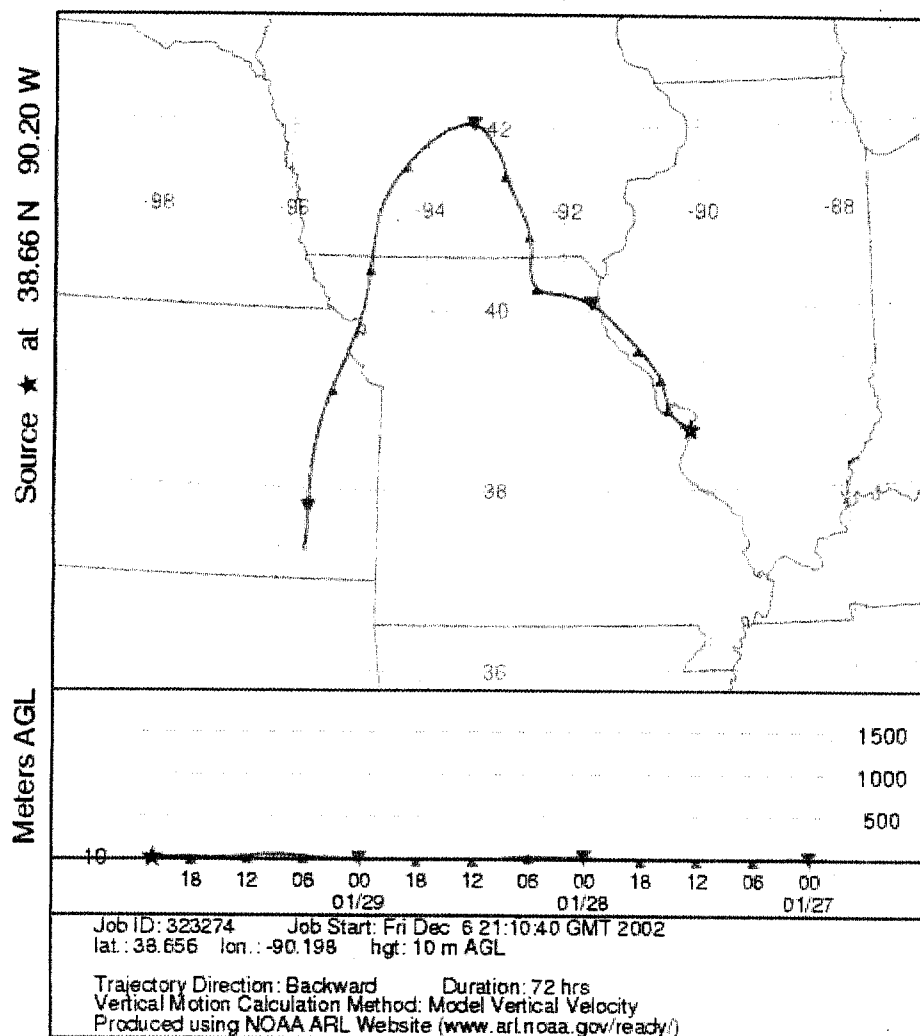 Source ★ at 38.66 N 90.20 W
42
-98
-96
-94
-92
-90
-88
40
38
36
Meters AGL
1500
1000
500
10
18 12 06 00 18 12 06 00 18 12 06 00
01/29 01/28 01/27
Job ID: 323274 Job Start: Fri Dec 6 21:10:40 GMT 2002
lat.: 38.656 lon.: -90.198 hgt: 10 m AGL
Trajectory Direction: Backward Duration: 72 hrs
Vertical Motion Calculation Method: Model Vertical Velocity
Produced using NOAA ARL Website (www.arl.noaa.gov/ready/)